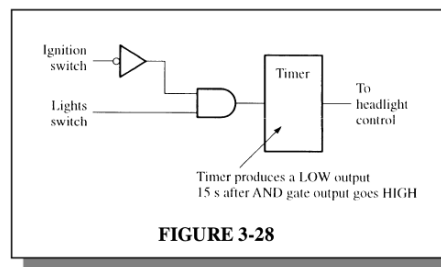 Ignition
switch
Timer
To
headlight
control
Lights
switch
Timer produces a LOW output
15 s after AND gate output goes HIGH
FIGURE 3-28